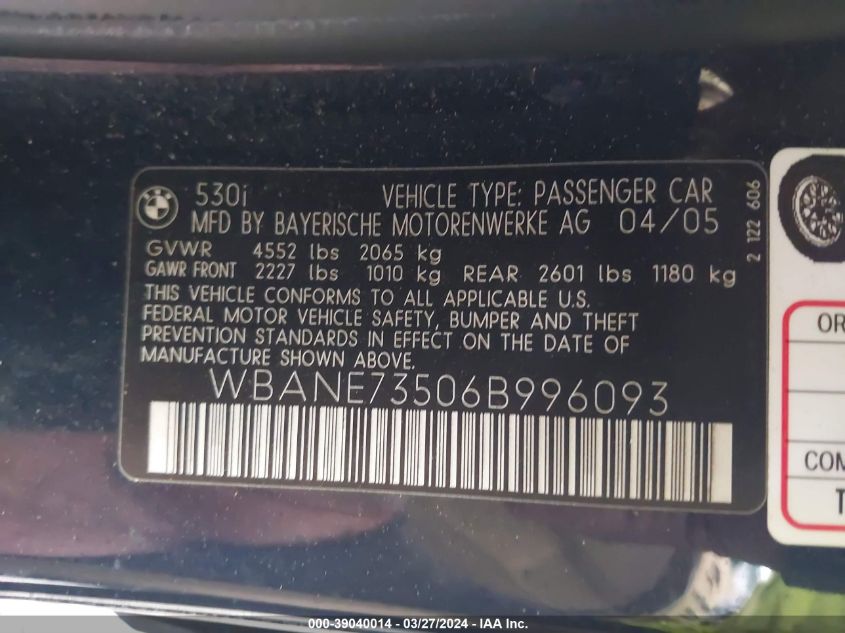 BMW
530i VEHICLE TYPE: PASSENGER CAR
MFD BY BAYERISCHE MOTORENWERKE AG 04/05
GVWR 4552 lbs 2065 kg
GAWR FRONT 2227 lbs 1010 kg REAR 2601 lbs 1180 kg
THIS VEHICLE CONFORMS TO ALL APPLICABLE U.S.
FEDERAL MOTOR VEHICLE SAFETY, BUMPER AND THEFT
PREVENTION STANDARDS IN EFFECT ON THE DATE OF
MANUFACTURE SHOWN ABOVE.
WBANE73506B996093
2 122 606
OR
COM
T
000-39040014 - 03/27/2024 - IAA Inc.